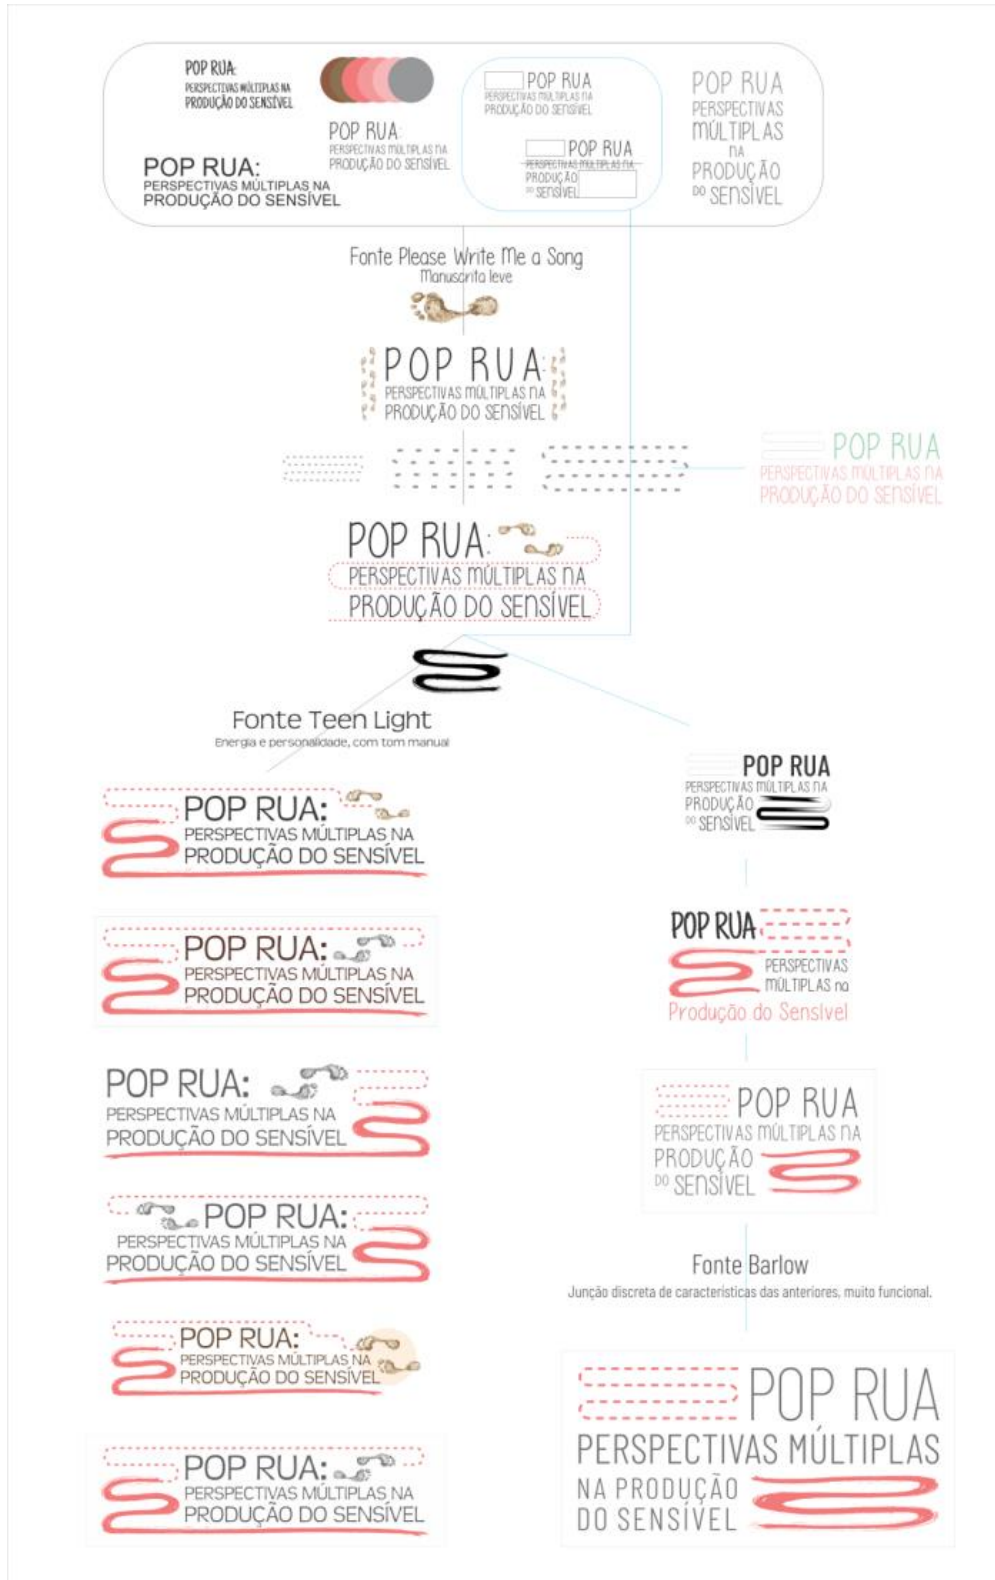 POP RUA:
PERSPECTIVAS MÚLTIPLAS NA
PRODUÇÃO DO SENSÍVEL
POP RUA:
PERSPECTIVAS MÚLTIPLAS NA
PRODUÇÃO DO SENSÍVEL
POP RUA:
PERSPECTIVAS MÚLTIPLAS NA
PRODUÇÃO DO SENSÍVEL
POP RUA
PERSPECTIVAS MÚLTIPLAS NA
PRODUÇÃO DO SENSÍVEL
POP RUA
PERSPECTIVAS MÚLTIPLAS NA
PRODUÇÃO
DO SENSÍVEL
POP RUA
PERSPECTIVAS
MÚLTIPLAS
NA
PRODUÇÃO
DO SENSÍVEL
Fonte Please Write Me a Song
Manuscrita leve
POP RUA:
PERSPECTIVAS MÚLTIPLAS NA
PRODUÇÃO DO SENSÍVEL
POP RUA
PERSPECTIVAS MÚLTIPLAS NA
PRODUÇÃO DO SENSÍVEL
POP RUA:
PERSPECTIVAS MÚLTIPLAS NA
PRODUÇÃO DO SENSÍVEL
Fonte Teen Light
Energia e personalidade, com tom manual
POP RUA:
PERSPECTIVAS MÚLTIPLAS NA
PRODUÇÃO DO SENSÍVEL
POP RUA:
PERSPECTIVAS MÚLTIPLAS NA
PRODUÇÃO DO SENSÍVEL
POP RUA:
PERSPECTIVAS MÚLTIPLAS NA
PRODUÇÃO DO SENSÍVEL
POP RUA:
PERSPECTIVAS MÚLTIPLAS NA
PRODUÇÃO DO SENSÍVEL
POP RUA:
PERSPECTIVAS MÚLTIPLAS NA
PRODUÇÃO DO SENSÍVEL
POP RUA:
PERSPECTIVAS MÚLTIPLAS NA
PRODUÇÃO DO SENSÍVEL
POP RUA
PERSPECTIVAS MÚLTIPLAS NA
PRODUÇÃO
DO SENSÍVEL
POP RUA
PERSPECTIVAS
MÚLTIPLAS na
Produção do Sensível
POP RUA
PERSPECTIVAS MÚLTIPLAS NA
PRODUÇÃO
DO SENSÍVEL
Fonte Barlow
Junção discreta de características das anteriores, muito funcional.
POP RUA
PERSPECTIVAS MÚLTIPLAS
NA PRODUÇÃO
DO SENSÍVEL